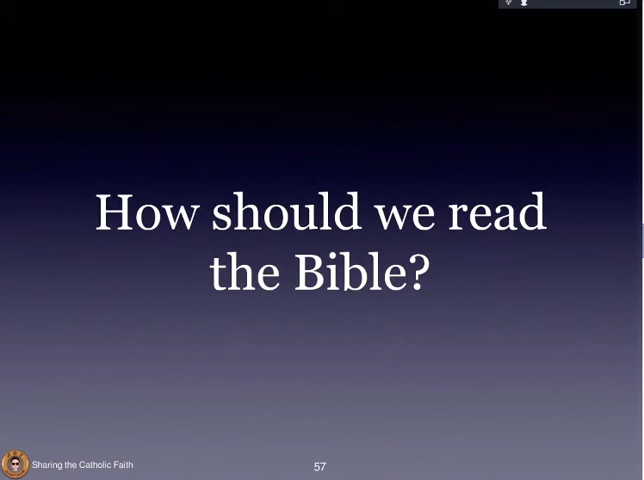 How should we read
the Bible?
Sharing the Catholic Faith
57